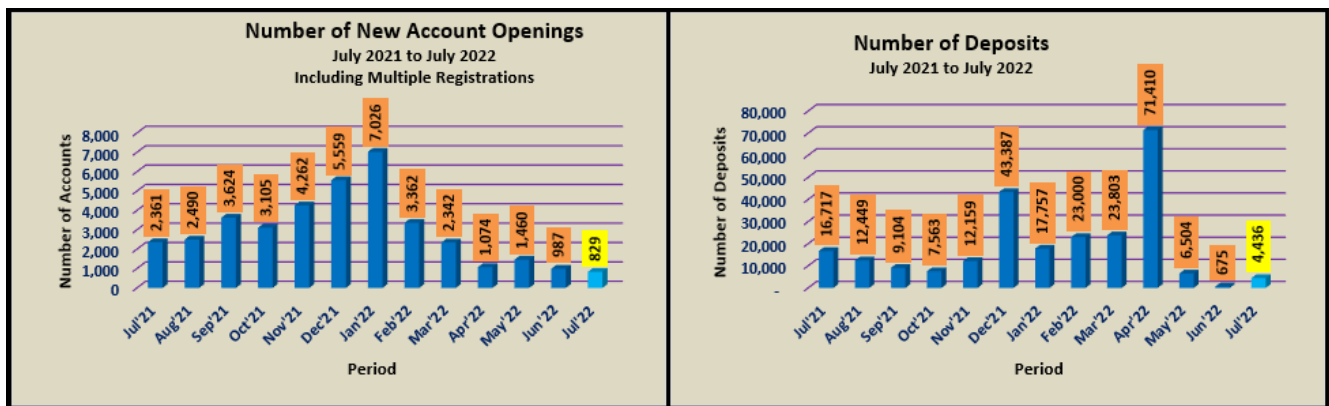 Number of New Account Openings
July 2021 to July 2022
Including Multiple Registrations
Number of Accounts
8,000
7,000
6,000
5,000
4,000
3,000
2,000
1,000
0
2,361
2,490
3,624
3,105
4,262
5,559
7,026
3,362
2,342
1,074
1,460
987
829
Jul'21
Aug'21
Sep'21
Oct'21
Nov'21
Dec'21
Jan'22
Feb'22
Mar'22
Apr'22
May'22
Jun'22
Jul'22
Period
Number of Deposits
July 2021 to July 2022
Number of Deposits
80,000
70,000
60,000
50,000
40,000
30,000
20,000
10,000
-
16,717
12,449
9,104
7,563
12,159
43,387
17,757
23,000
23,803
71,410
6,504
675
4,436
Jul'21
Aug'21
Sep'21
Oct'21
Nov'21
Dec'21
Jan'22
Feb'22
Mar'22
Apr'22
May'22
Jun'22
Jul'22
Period